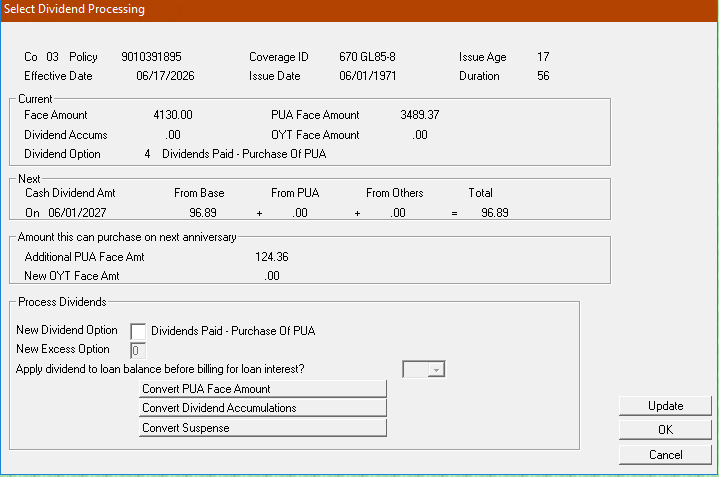 Select Dividend Processing
Co 03 Policy 9010391895 Coverage ID 670 GL85-8 Issue Age 17
Effective Date 06/17/2026 Issue Date 06/01/1971 Duration 56
Current
Face Amount 4130.00 PUA Face Amount 3489.37
Dividend Accums .00 OYT Face Amount .00
Dividend Option 4 Dividends Paid - Purchase Of PUA
Next
Cash Dividend Amt From Base From PUA From Others Total
On 06/01/2027 96.89 + .00 + .00 = 96.89
Amount this can purchase on next anniversary
Additional PUA Face Amt 124.36
New OYT Face Amt .00
Process Dividends
New Dividend Option Dividends Paid - Purchase Of PUA
New Excess Option 0
Apply dividend to loan balance before billing for loan interest?
Convert PUA Face Amount
Convert Dividend Accumulations
Convert Suspense
Update
OK
Cancel